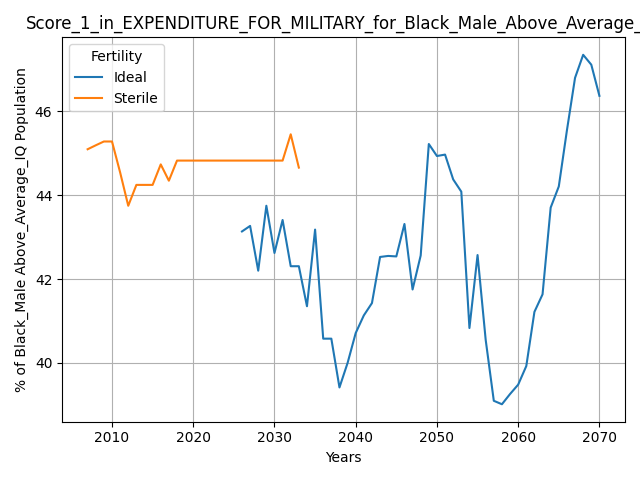 Score_1_in_EXPENDITURE_FOR_MILITARY_for_Black_Male_Above_Average_
Fertility
Ideal
Sterile
% of Black_Male Above_Average_IQ Population
46
44
42
40
2010 2020 2030 2040 2050 2060 2070
Years